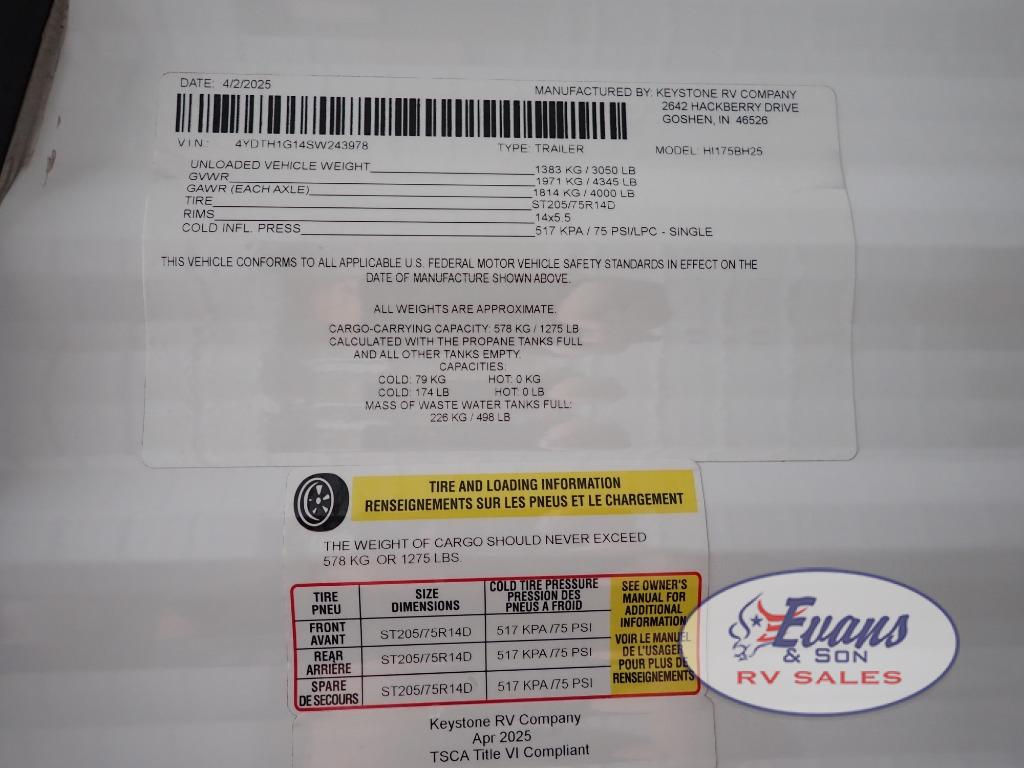 DATE: 4/2/2025
MANUFACTURED BY: KEYSTONE RV COMPANY
2642 HACKBERRY DRIVE
GOSHEN, IN 46526
V I N : 4YDTH1G14SW243978 TYPE: TRAILER MODEL: HI175BH25
UNLOADED VEHICLE WEIGHT 1383 KG / 3050 LB
GVWR 1971 KG / 4345 LB
GAWR (EACH AXLE) 1814 KG / 4000 LB
TIRE ST205/75R14D
RIMS 14x5.5
COLD INFL. PRESS 517 KPA / 75 PSI/LPC - SINGLE
THIS VEHICLE CONFORMS TO ALL APPLICABLE U.S. FEDERAL MOTOR VEHICLE SAFETY STANDARDS IN EFFECT ON THE
DATE OF MANUFACTURE SHOWN ABOVE.
ALL WEIGHTS ARE APPROXIMATE.
CARGO-CARRYING CAPACITY: 578 KG / 1275 LB
CALCULATED WITH THE PROPANE TANKS FULL
AND ALL OTHER TANKS EMPTY.
CAPACITIES:
COLD: 79 KG HOT: 0 KG
COLD: 174 LB HOT: 0 LB
MASS OF WASTE WATER TANKS FULL:
226 KG / 498 LB
TIRE AND LOADING INFORMATION
RENSEIGNEMENTS SUR LES PNEUS ET LE CHARGEMENT
THE WEIGHT OF CARGO SHOULD NEVER EXCEED
578 KG OR 1275 LBS.
TIRE
PNEU
SIZE
DIMENSIONS
COLD TIRE PRESSURE
PRESSION DES
PNEUS A FROID
SEE OWNER'S
MANUAL FOR
ADDITIONAL
INFORMATION
VOIR LE MANUEL
DE L'USAGER
POUR PLUS DE
RENSEIGNEMENTS
FRONT
AVANT
ST205/75R14D
517 KPA /75 PSI
REAR
ARRIERE
ST205/75R14D
517 KPA /75 PSI
SPARE
DE SECOURS
ST205/75R14D
517 KPA /75 PSI
Keystone RV Company
Apr 2025
TSCA Title VI Compliant
Evans
& SON
RV SALES